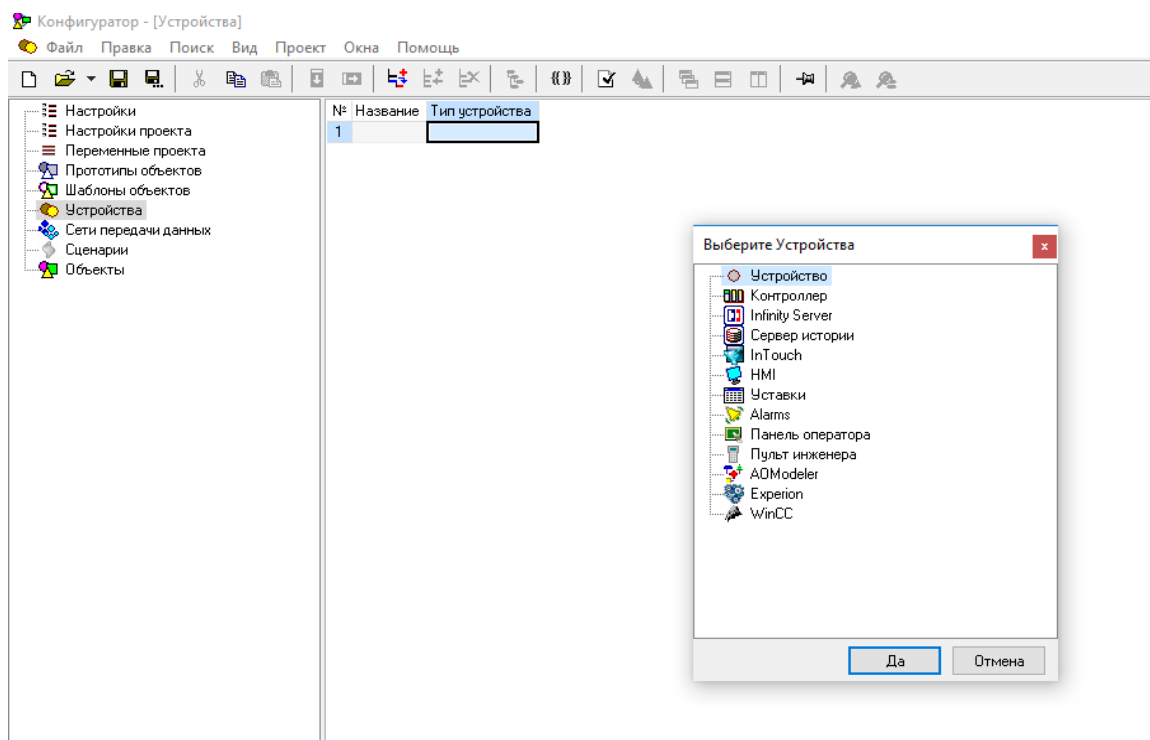 Конфигуратор - [Устройства]
Файл Правка Поиск Вид Проект Окна Помощь
Настройки
Настройки проекта
Переменные проекта
Прототипы объектов
Шаблоны объектов
Устройства
Сети передачи данных
Сценарии
Объекты
№ Название Тип устройства
1
Выберите Устройства
Устройство
Контроллер
Infinity Server
Сервер истории
InTouch
HMI
Уставки
Alarms
Панель оператора
Пульт инженера
AOModeler
Experion
WinCC
Да Отмена